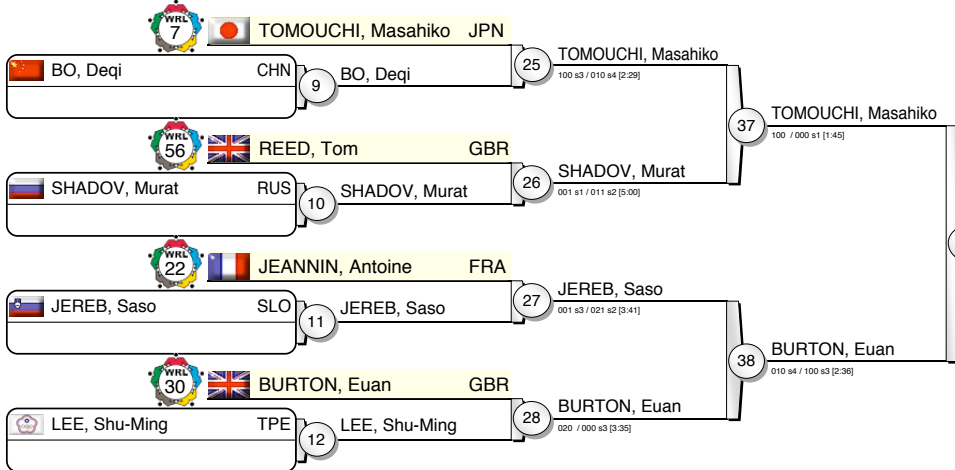 WRL
7
TOMOUCHI, Masahiko JPN
BO, Deqi CHN
9
BO, Deqi
25
TOMOUCHI, Masahiko
100 s3 / 010 s4 [2:29]
37
TOMOUCHI, Masahiko
100 / 000 s1 [1:45]
WRL
56
REED, Tom GBR
SHADOV, Murat RUS
10
SHADOV, Murat
26
SHADOV, Murat
001 s1 / 011 s2 [5:00]
WRL
22
JEANNIN, Antoine FRA
JEREB, Saso SLO
11
JEREB, Saso
27
JEREB, Saso
001 s3 / 021 s2 [3:41]
38
BURTON, Euan
010 s4 / 100 s3 [2:36]
WRL
30
BURTON, Euan GBR
LEE, Shu-Ming TPE
12
LEE, Shu-Ming
28
BURTON, Euan
020 / 000 s3 [3:35]